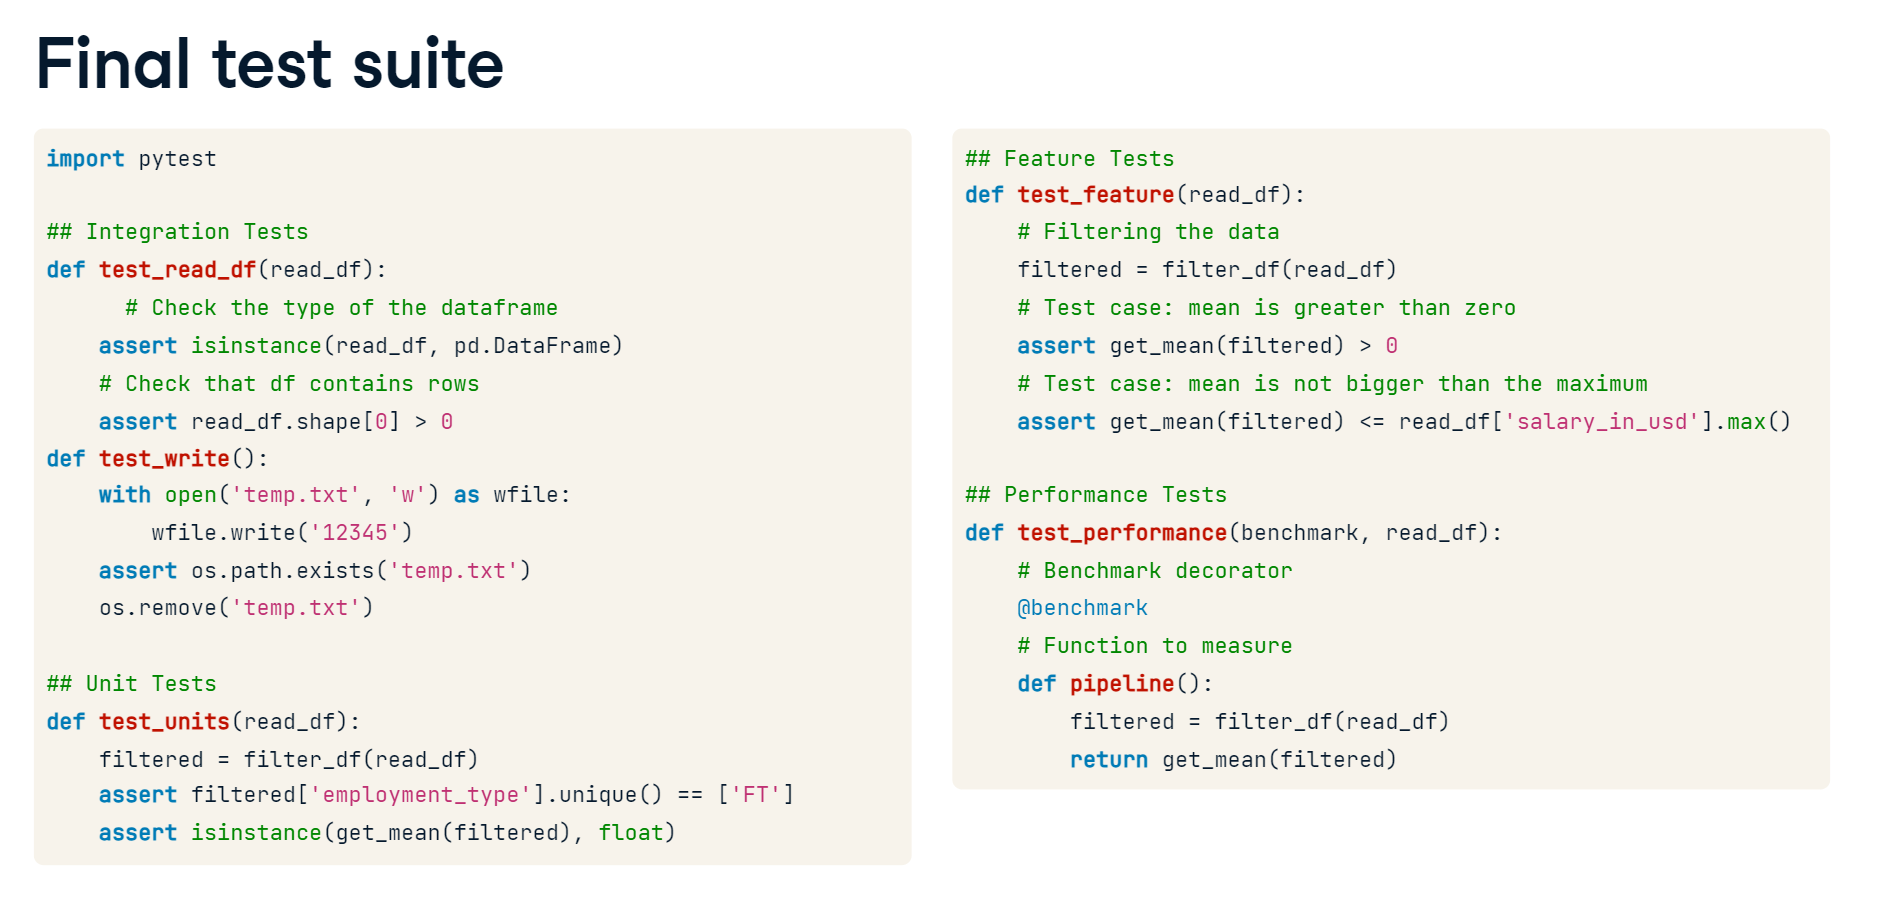 Final test suite
import pytest

## Integration Tests
def test_read_df(read_df):
      # Check the type of the dataframe
    assert isinstance(read_df, pd.DataFrame)
    # Check that df contains rows
    assert read_df.shape[0] > 0
def test_write():
    with open('temp.txt', 'w') as wfile:
        wfile.write('12345')
    assert os.path.exists('temp.txt')
    os.remove('temp.txt')

## Unit Tests
def test_units(read_df):
    filtered = filter_df(read_df)
    assert filtered['employment_type'].unique() == ['FT']
    assert isinstance(get_mean(filtered), float)
## Feature Tests
def test_feature(read_df):
    # Filtering the data
    filtered = filter_df(read_df)
    # Test case: mean is greater than zero
    assert get_mean(filtered) > 0
    # Test case: mean is not bigger than the maximum
    assert get_mean(filtered) <= read_df['salary_in_usd'].max()

## Performance Tests
def test_performance(benchmark, read_df):
    # Benchmark decorator
    @benchmark
    # Function to measure
    def pipeline():
        filtered = filter_df(read_df)
        return get_mean(filtered)